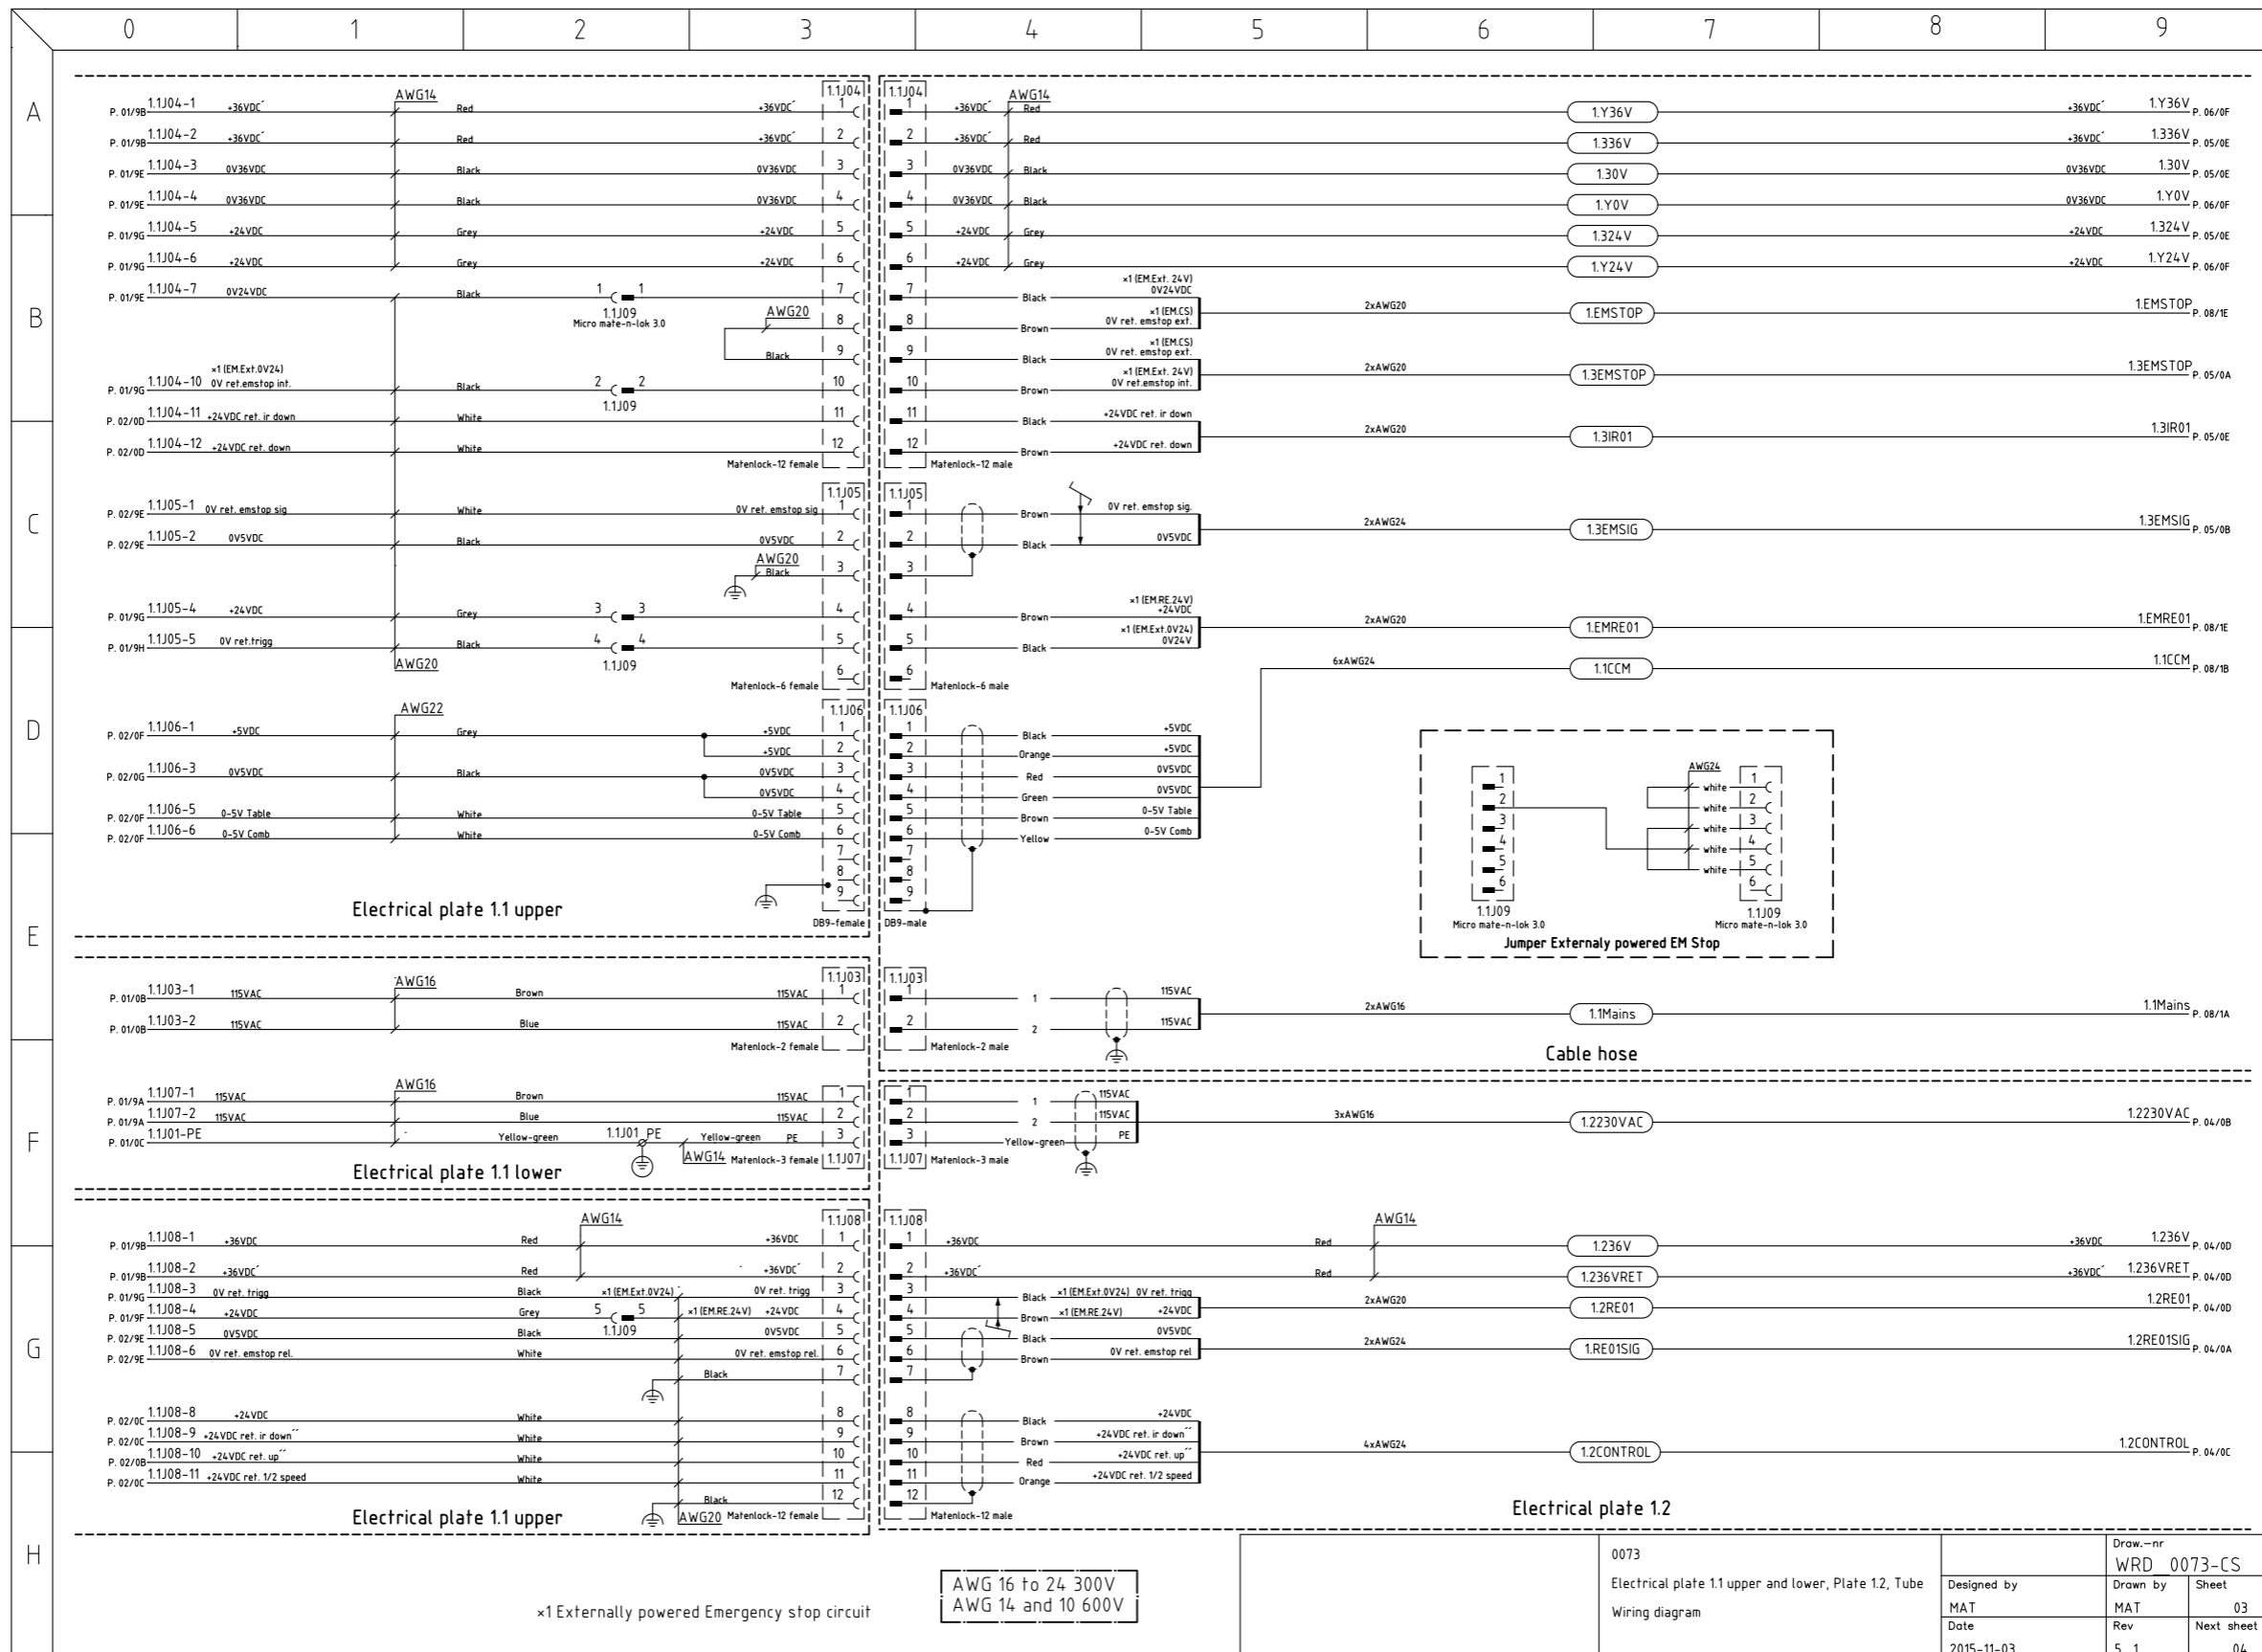 0 1 2 3 4 5 6 7 8 9
A
B
C
D
E
F
G
H
AWG14 1.1J04 1.1J04 AWG14
P. 01/9B 1.1J04-1 +36VDC´ Red +36VDC´ 1 1 +36VDC´ Red 1.Y36V +36VDC´ 1.Y36V P. 06/0F
P. 01/9B 1.1J04-2 +36VDC´ Red +36VDC´ 2 2 +36VDC´ Red 1.336V +36VDC´ 1.336V P. 05/0E
P. 01/9E 1.1J04-3 0V36VDC Black 0V36VDC 3 3 0V36VDC Black 1.30V 0V36VDC 1.30V P. 05/0E
P. 01/9E 1.1J04-4 0V36VDC Black 0V36VDC 4 4 0V36VDC Black 1.Y0V 0V36VDC 1.Y0V P. 06/0F
P. 01/9G 1.1J04-5 +24VDC Grey +24VDC 5 5 +24VDC Grey 1.324V +24VDC 1.324V P. 05/0E
P. 01/9G 1.1J04-6 +24VDC Grey +24VDC 6 6 +24VDC Grey 1.Y24V +24VDC 1.Y24V P. 06/0F
P. 01/9E 1.1J04-7 0V24VDC Black 1 1 7 7 Black ×1 (EM.Ext. 24V) 0V24VDC
1.1J09
Micro mate-n-lok 3.0
AWG20 8 8 Brown ×1 (EM.CS) 0V ret. emstop ext.
2xAWG20 1.EMSTOP 1.EMSTOP P. 08/1E
Black 9 9 Black ×1 (EM.CS) 0V ret. emstop ext.
×1 (EM.Ext.0V24)
P. 01/9G 1.1J04-10 0V ret.emstop int. Black 2 2 10 10 Brown ×1 (EM.Ext. 24V) 0V ret.emstop int.
1.1J09
2xAWG20 1.3EMSTOP 1.3EMSTOP P. 05/0A
P. 02/0D 1.1J04-11 +24VDC ret. ir down White 11 11 Black +24VDC ret. ir down
P. 02/0D 1.1J04-12 +24VDC ret. down White 12 12 Brown +24VDC ret. down
2xAWG20 1.3IR01 1.3IR01 P. 05/0E
Matenlock-12 female Matenlock-12 male
1.1J05 1.1J05
P. 02/9E 1.1J05-1 0V ret. emstop sig White 0V ret. emstop sig 1 1 Brown 0V ret. emstop sig.
P. 02/9E 1.1J05-2 0V5VDC Black 0V5VDC 2 2 Black 0V5VDC
2xAWG24 1.3EMSIG 1.3EMSIG P. 05/0B
AWG20
Black 3 3
P. 01/9G 1.1J05-4 +24VDC Grey 3 3 4 4 Brown ×1 (EM.RE.24V) +24VDC
P. 01/9H 1.1J05-5 0V ret.trigg Black 4 4 5 5 Black ×1 (EM.Ext.0V24) 0V24V
2xAWG20 1.EMRE01 1.EMRE01 P. 08/1E
AWG20 1.1J09
6 6
Matenlock-6 female Matenlock-6 male
6xAWG24 1.1CCM 1.1CCM P. 08/1B
AWG22 1.1J06 1.1J06
P. 02/0F 1.1J06-1 +5VDC Grey +5VDC 1 1 Black +5VDC
+5VDC 2 2 Orange +5VDC
P. 02/0G 1.1J06-3 0V5VDC Black 0V5VDC 3 3 Red 0V5VDC
0V5VDC 4 4 Green 0V5VDC
P. 02/0F 1.1J06-5 0-5V Table White 0-5V Table 5 5 Brown 0-5V Table
P. 02/0F 1.1J06-6 0-5V Comb White 0-5V Comb 6 6 Yellow 0-5V Comb
7 7
8 8
9 9
DB9-female DB9-male
Electrical plate 1.1 upper
AWG24
1 white 1
2 white 2
3 white 3
4 white 4
5 white 5
6 6
1.1J09 1.1J09
Micro mate-n-lok 3.0 Micro mate-n-lok 3.0
Jumper Externaly powered EM Stop
AWG16 1.1J03 1.1J03
P. 01/0B 1.1J03-1 115VAC Brown 115VAC 1 1 1 115VAC
P. 01/0B 1.1J03-2 115VAC Blue 115VAC 2 2 2 115VAC
2xAWG16 1.1Mains 1.1Mains P. 08/1A
Matenlock-2 female Matenlock-2 male
Cable hose
AWG16
P. 01/9A 1.1J07-1 115VAC Brown 115VAC 1 1 1 115VAC
P. 01/9A 1.1J07-2 115VAC Blue 115VAC 2 2 2 115VAC 3xAWG16 1.2230VAC 1.2230VAC P. 04/0B
P. 01/0C 1.1J01-PE Yellow-green 1.1J01 PE Yellow-green PE 3 3 Yellow-green PE
AWG14 Matenlock-3 female 1.1J07 1.1J07 Matenlock-3 male
Electrical plate 1.1 lower
AWG14 1.1J08 1.1J08 AWG14
P. 01/9B 1.1J08-1 +36VDC Red +36VDC 1 1 +36VDC Red 1.236V +36VDC 1.236V P. 04/0D
P. 01/9B 1.1J08-2 +36VDC´ Red +36VDC´ 2 2 +36VDC´ Red 1.236VRET +36VDC´ 1.236VRET P. 04/0D
P. 01/9G 1.1J08-3 0V ret. trigg Black ×1 (EM.Ext.0V24) 0V ret. trigg 3 3 Black ×1 (EM.Ext.0V24) 0V ret. trigg
P. 01/9F 1.1J08-4 +24VDC Grey 5 5 ×1 (EM.RE.24V) +24VDC 4 4 Brown ×1 (EM.RE.24V) +24VDC
2xAWG20 1.2RE01 1.2RE01 P. 04/0D
P. 02/9E 1.1J08-5 0V5VDC Black 1.1J09 0V5VDC 5 5 Black 0V5VDC
P. 02/9E 1.1J08-6 0V ret. emstop rel. White 0V ret. emstop rel. 6 6 Brown 0V ret. emstop rel
2xAWG24 1.RE01SIG 1.2RE01SIG P. 04/0A
Black 7 7
P. 02/0C 1.1J08-8 +24VDC White 8 8 Black +24VDC
P. 02/0C 1.1J08-9 +24VDC ret. ir down´´ White 9 9 Brown +24VDC ret. ir down´´
P. 02/0B 1.1J08-10 +24VDC ret. up´´ White 10 10 Red +24VDC ret. up´´
P. 02/0C 1.1J08-11 +24VDC ret. 1/2 speed White 11 11 Orange +24VDC ret. 1/2 speed
4xAWG24 1.2CONTROL 1.2CONTROL P. 04/0C
Black 12 12
AWG20 Matenlock-12 female Matenlock-12 male
Electrical plate 1.1 upper
Electrical plate 1.2
×1 Externally powered Emergency stop circuit
AWG 16 to 24 300V
AWG 14 and 10 600V
0073
Electrical plate 1.1 upper and lower, Plate 1.2, Tube
Wiring diagram
Draw.-nr
WRD_0073-CS
Designed by Drawn by Sheet
MAT MAT 03
Date Rev Next sheet
2015-11-03 5_1 04